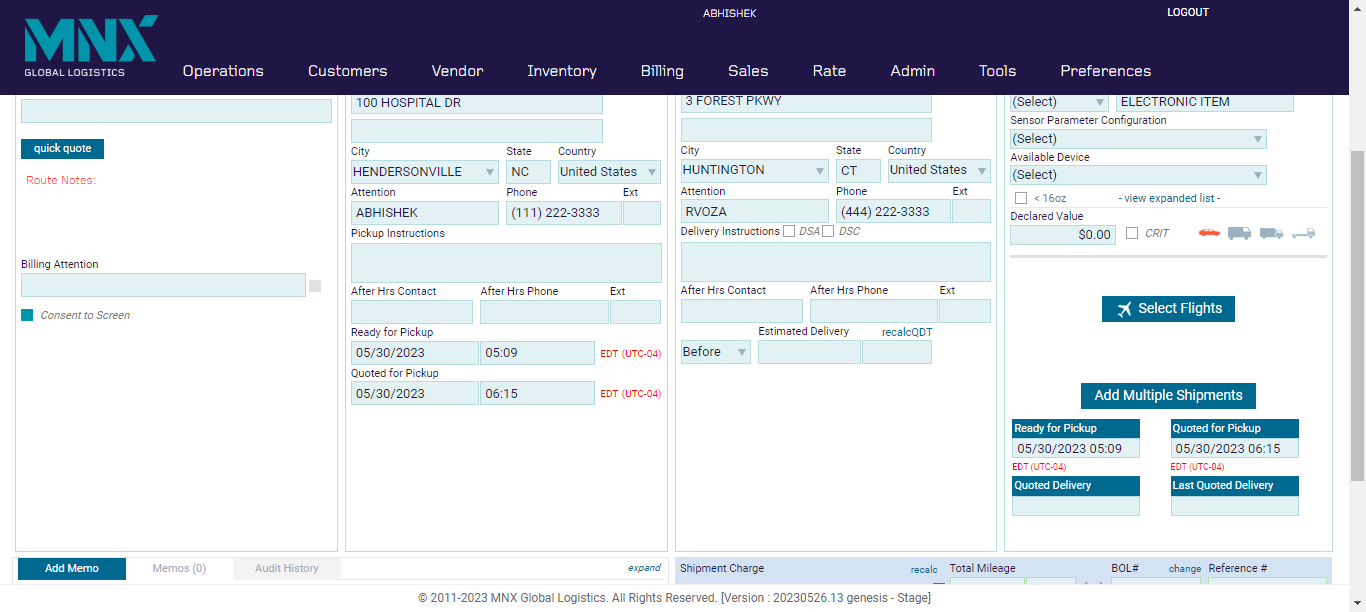 ABHISHEK
LOGOUT
MNX
GLOBAL LOGISTICS
Operations
Customers
Vendor
Inventory
Billing
Sales
Rate
Admin
Tools
Preferences
quick quote
Route Notes:
Billing Attention
Consent to Screen
100 HOSPITAL DR
City State Country
HENDERSONVILLE NC United States
Attention Phone Ext
ABHISHEK (111) 222-3333
Pickup Instructions
After Hrs Contact After Hrs Phone Ext
Ready for Pickup
05/30/2023 05:09 EDT (UTC-04)
Quoted for Pickup
05/30/2023 06:15 EDT (UTC-04)
3 FOREST PKWY
City State Country
HUNTINGTON CT United States
Attention Phone Ext
RVOZA (444) 222-3333
Delivery Instructions DSA DSC
After Hrs Contact After Hrs Phone Ext
Estimated Delivery recalcQDT
Before
(Select) ELECTRONIC ITEM
Sensor Parameter Configuration
(Select)
Available Device
(Select)
< 16oz - view expanded list -
Declared Value
$0.00 CRIT
Select Flights
Add Multiple Shipments
Ready for Pickup Quoted for Pickup
05/30/2023 05:09 05/30/2023 06:15
EDT (UTC-04) EDT (UTC-04)
Quoted Delivery Last Quoted Delivery
Add Memo Memos (0) Audit History expand
Shipment Charge recalc Total Mileage BOL# change Reference #
© 2011-2023 MNX Global Logistics. All Rights Reserved. [Version : 20230526.13 genesis - Stage]